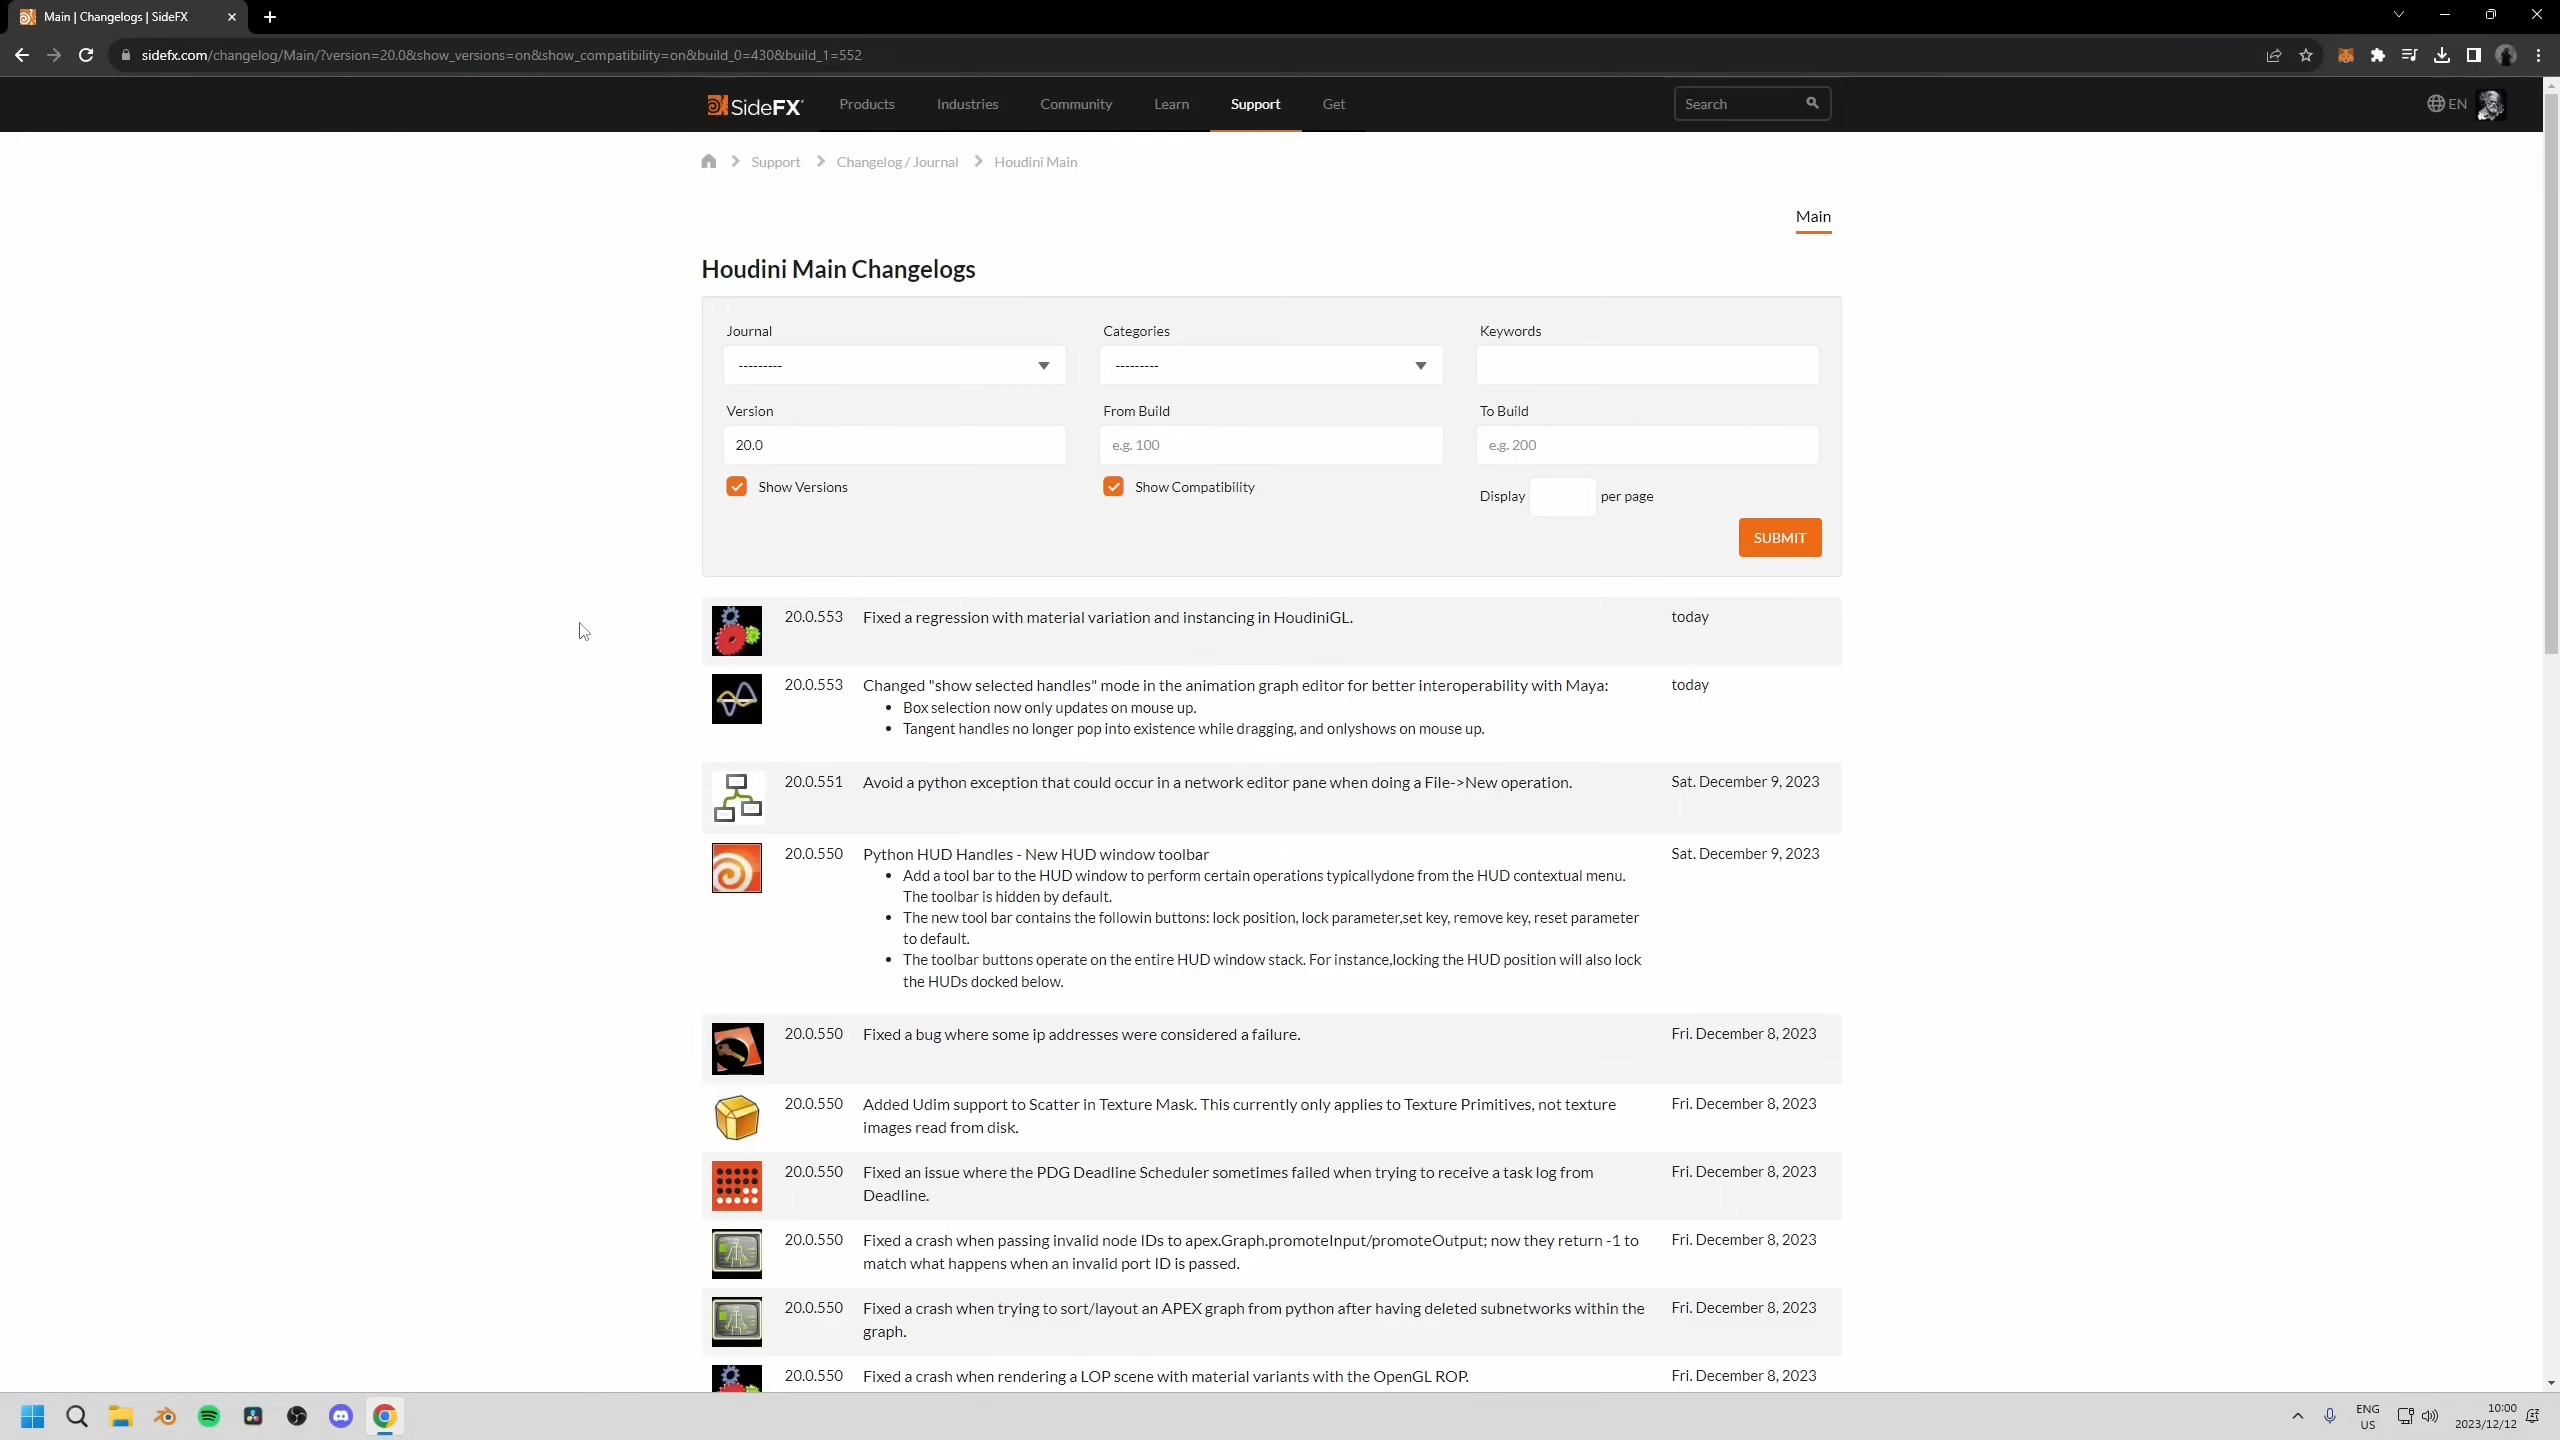 Main | Changelogs | SideFX
sidefx.com/changelog/Main/?version=20.0&show_versions=on&show_compatibility=on&build_0=430&build_1=552
SideFX
Products
Industries
Community
Learn
Support
Get
Search
EN
Support
Changelog / Journal
Houdini Main
Main
Houdini Main Changelogs
Journal
Categories
Keywords
---------
---------
Version
From Build
To Build
20.0
e.g. 100
e.g. 200
Show Versions
Show Compatibility
Display
per page
SUBMIT
20.0.553
Fixed a regression with material variation and instancing in HoudiniGL.
today
20.0.553
Changed "show selected handles" mode in the animation graph editor for better interoperability with Maya:
today
• Box selection now only updates on mouse up.
• Tangent handles no longer pop into existence while dragging, and onlyshows on mouse up.
20.0.551
Avoid a python exception that could occur in a network editor pane when doing a File->New operation.
Sat. December 9, 2023
20.0.550
Python HUD Handles - New HUD window toolbar
Sat. December 9, 2023
• Add a tool bar to the HUD window to perform certain operations typicallydone from the HUD contextual menu.
The toolbar is hidden by default.
• The new tool bar contains the followin buttons: lock position, lock parameter,set key, remove key, reset parameter
to default.
• The toolbar buttons operate on the entire HUD window stack. For instance,locking the HUD position will also lock
the HUDs docked below.
20.0.550
Fixed a bug where some ip addresses were considered a failure.
Fri. December 8, 2023
20.0.550
Added Udim support to Scatter in Texture Mask. This currently only applies to Texture Primitives, not texture
Fri. December 8, 2023
images read from disk.
20.0.550
Fixed an issue where the PDG Deadline Scheduler sometimes failed when trying to receive a task log from
Fri. December 8, 2023
Deadline.
20.0.550
Fixed a crash when passing invalid node IDs to apex.Graph.promoteInput/promoteOutput; now they return -1 to
Fri. December 8, 2023
match what happens when an invalid port ID is passed.
20.0.550
Fixed a crash when trying to sort/layout an APEX graph from python after having deleted subnetworks within the
Fri. December 8, 2023
graph.
20.0.550
Fixed a crash when rendering a LOP scene with material variants with the OpenGL ROP.
Fri. December 8, 2023
ENG
US
10:00
2023/12/12